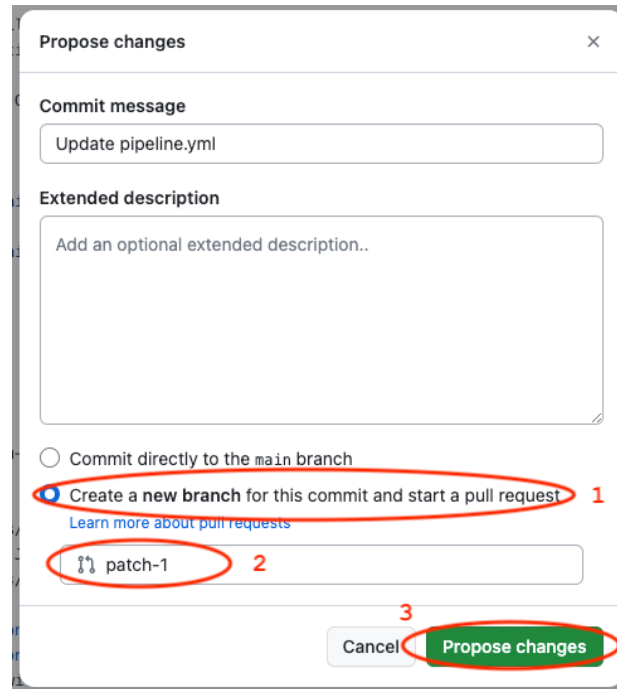 Propose changes
Commit message
Update pipeline.yml
Extended description
Add an optional extended description..
Commit directly to the main branch
Create a new branch for this commit and start a pull request 1
Learn more about pull requests
patch-1 2
3
Cancel Propose changes